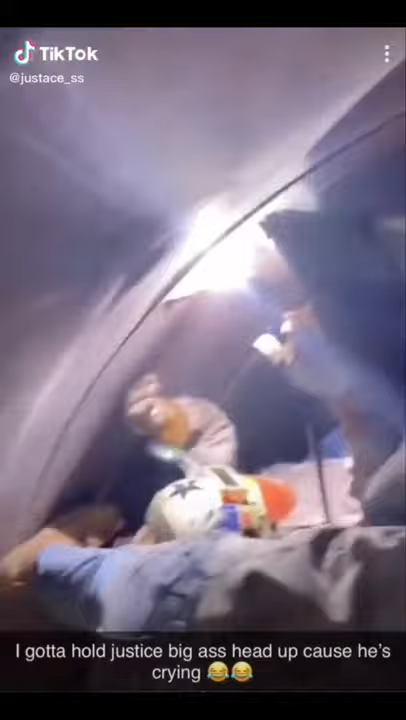 TikTok
@justace_ss
I gotta hold justice big ass head up cause he's
crying 😂😂